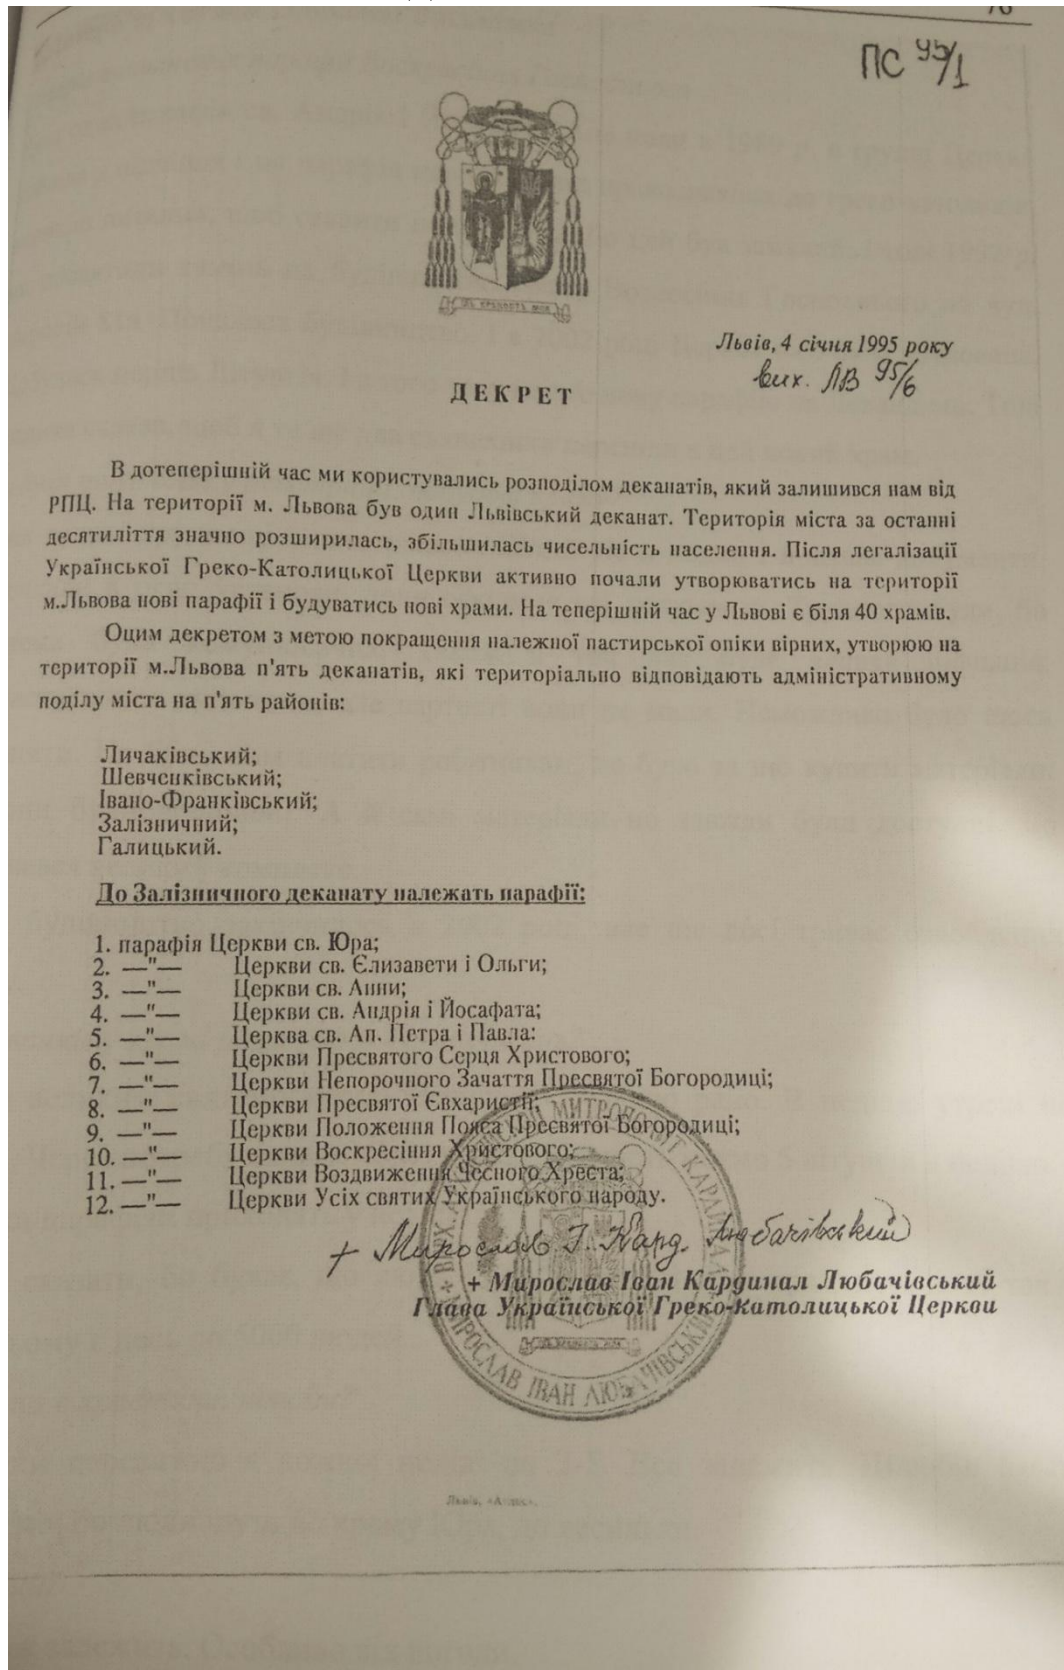 ПС 95/1
Львів, 4 січня 1995 року
вих. ЛВ 95/6
ДЕКРЕТ
В дотеперішній час ми користувались розподілом деканатів, який залишився нам від
РПЦ. На території м. Львова був один Львівський деканат. Територія міста за останні
десятиліття значно розширилась, збільшилась чисельність населення. Після легалізації
Української Греко-Католицької Церкви активно почали утворюватись на території
м.Львова нові парафії і будуватись нові храми. На теперішній час у Львові є біля 40 храмів.
Оцим декретом з метою покращення належної пастирської опіки вірних, утворюю на
території м.Львова п'ять деканатів, які територіально відповідають адміністративному
поділу міста на п'ять районів:
Личаківський;
Шевченківський;
Івано-Франківський;
Залізничний;
Галицький.
До Залізничного деканату належать парафії:
1. парафія Церкви св. Юра;
2. —"— Церкви св. Єлизавети і Ольги;
3. —"— Церкви св. Анни;
4. —"— Церкви св. Андрія і Йосафата;
5. —"— Церква св. Ап. Петра і Павла:
6. —"— Церкви Пресвятого Серця Христового;
7. —"— Церкви Непорочного Зачаття Пресвятої Богородиці;
8. —"— Церкви Пресвятої Євхаристії;
9. —"— Церкви Положення Пояса Пресвятої Богородиці;
10. —"— Церкви Воскресіння Христового;
11. —"— Церкви Воздвиження Чесного Хреста;
12. —"— Церкви Усіх святих Українського народу.
+ Мирослав І. Кард. Любачівський
+ Мирослав Іван Кардинал Любачівський
Глава Української Греко-Католицької Церкви
МИРОСЛАВ ІВАН ЛЮБАЧІВСЬКИЙ
МИТРОПОЛИТ КАРДИНАЛ
Львів,